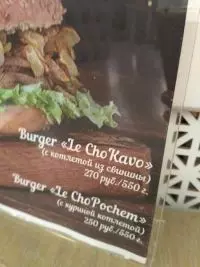 Burger «Le ChoKavo»
(с котлетой из свинины)
270 руб./550 г.
Burger «Le ChoPochem»
(с куриной котлетой)
250 руб./550 г.